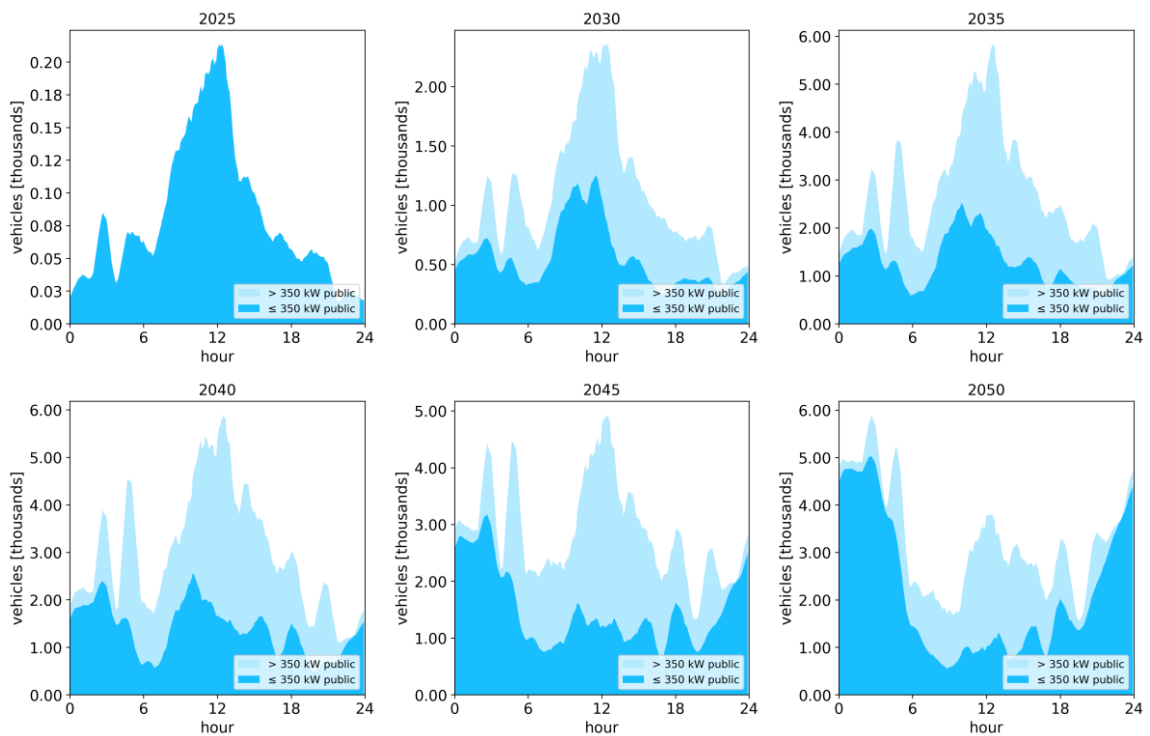 2025
vehicles [thousands]
0.20
0.18
0.15
0.12
0.10
0.08
0.05
0.03
0.00
0 6 12 18 24
hour
> 350 kW public
≤ 350 kW public
2030
vehicles [thousands]
2.00
1.50
1.00
0.50
0.00
0 6 12 18 24
hour
> 350 kW public
≤ 350 kW public
2035
vehicles [thousands]
6.00
5.00
4.00
3.00
2.00
1.00
0.00
0 6 12 18 24
hour
> 350 kW public
≤ 350 kW public
2040
vehicles [thousands]
6.00
5.00
4.00
3.00
2.00
1.00
0.00
0 6 12 18 24
hour
> 350 kW public
≤ 350 kW public
2045
vehicles [thousands]
5.00
4.00
3.00
2.00
1.00
0.00
0 6 12 18 24
hour
> 350 kW public
≤ 350 kW public
2050
vehicles [thousands]
6.00
5.00
4.00
3.00
2.00
1.00
0.00
0 6 12 18 24
hour
> 350 kW public
≤ 350 kW public